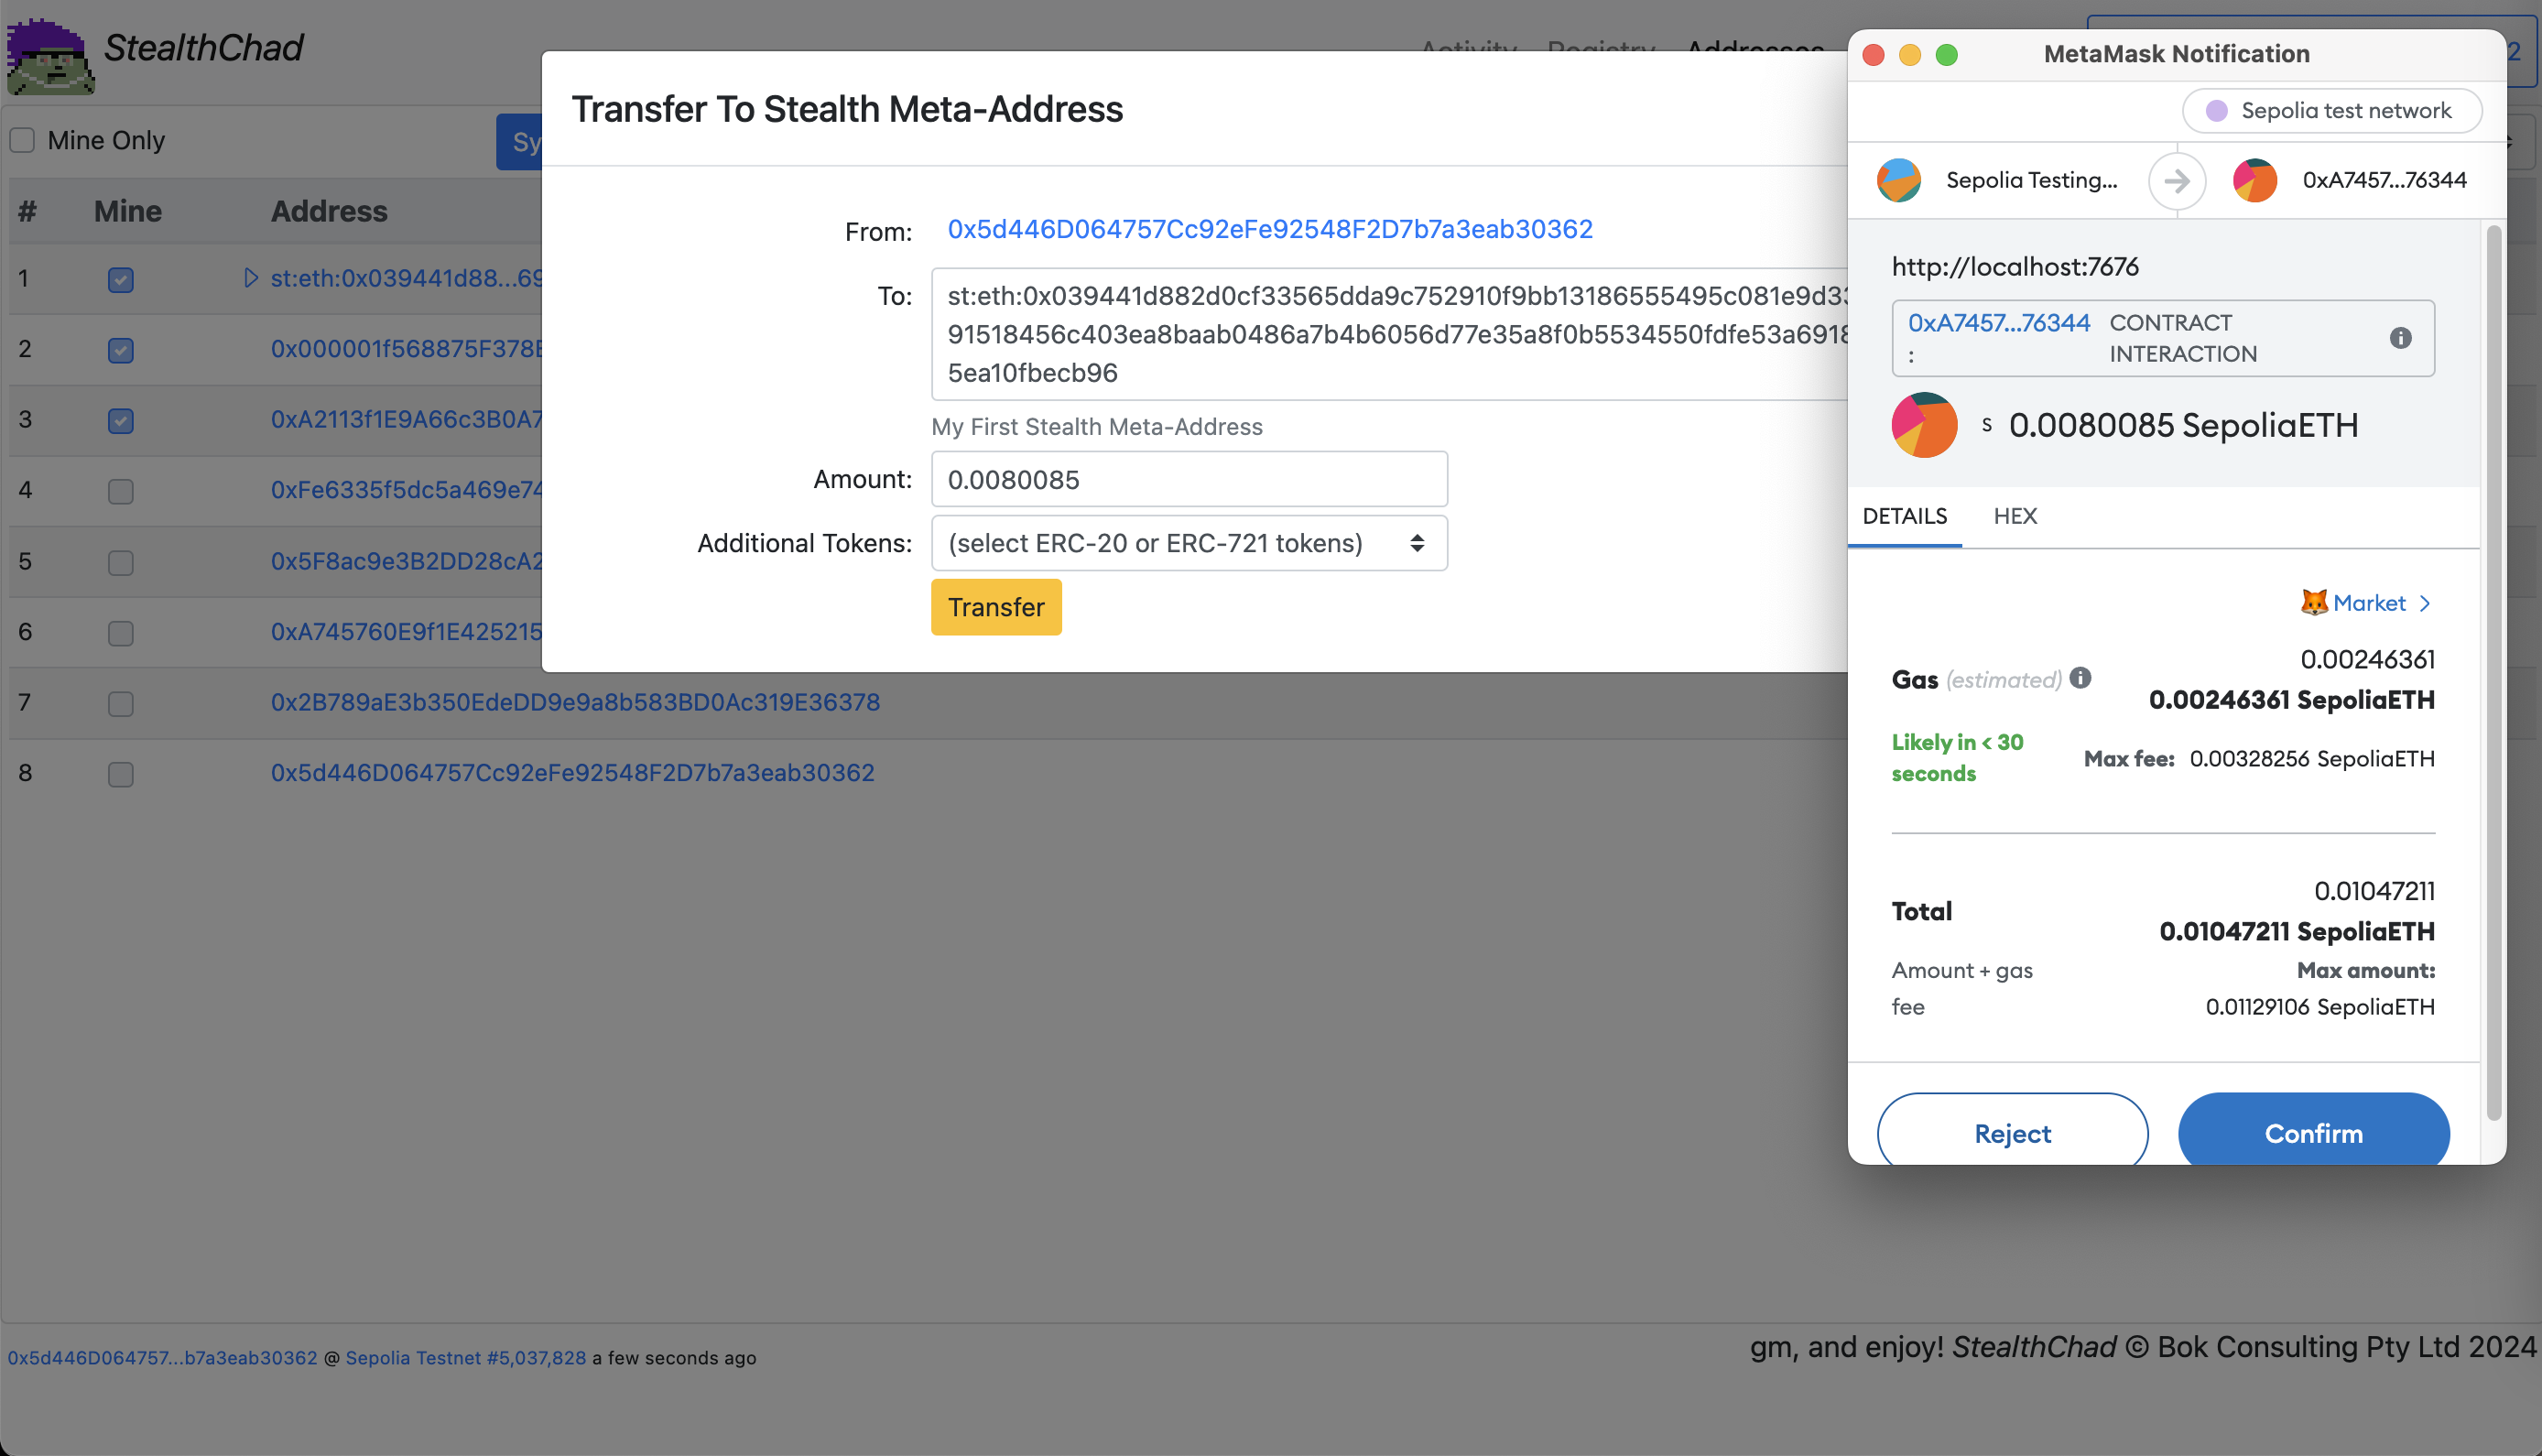 StealthChad
Activity Registry Addresses
Mine Only
Sy
# Mine Address
1 st:eth:0x039441d88...69
2 0x000001f568875F378
3 0xA2113f1E9A66c3B0A7
4 0xFe6335f5dc5a469e74
5 0x5F8ac9e3B2DD28cA2
6 0xA745760E9f1E425215
7 0x2B789aE3b350EdeDD9e9a8b583BD0Ac319E36378
8 0x5d446D064757Cc92eFe92548F2D7b7a3eab30362
Transfer To Stealth Meta-Address
From: 0x5d446D064757Cc92eFe92548F2D7b7a3eab30362
To: st:eth:0x039441d882d0cf33565dda9c752910f9bb13186555495c081e9d33
91518456c403ea8baab0486a7b4b6056d77e35a8f0b5534550fdfe53a6918
5ea10fbecb96
My First Stealth Meta-Address
Amount: 0.0080085
Additional Tokens: (select ERC-20 or ERC-721 tokens)
Transfer
MetaMask Notification
2
Sepolia test network
Sepolia Testing... 0xA7457...76344
http://localhost:7676
0xA7457...76344 CONTRACT
: INTERACTION
S 0.0080085 SepoliaETH
DETAILS HEX
Market >
0.00246361
Gas (estimated) 0.00246361 SepoliaETH
Likely in < 30
seconds
Max fee: 0.00328256 SepoliaETH
0.01047211
Total
0.01047211 SepoliaETH
Amount + gas
fee
Max amount:
0.01129106 SepoliaETH
Reject Confirm
0x5d446D064757...b7a3eab30362 @ Sepolia Testnet #5,037,828 a few seconds ago
gm, and enjoy! StealthChad © Bok Consulting Pty Ltd 2024